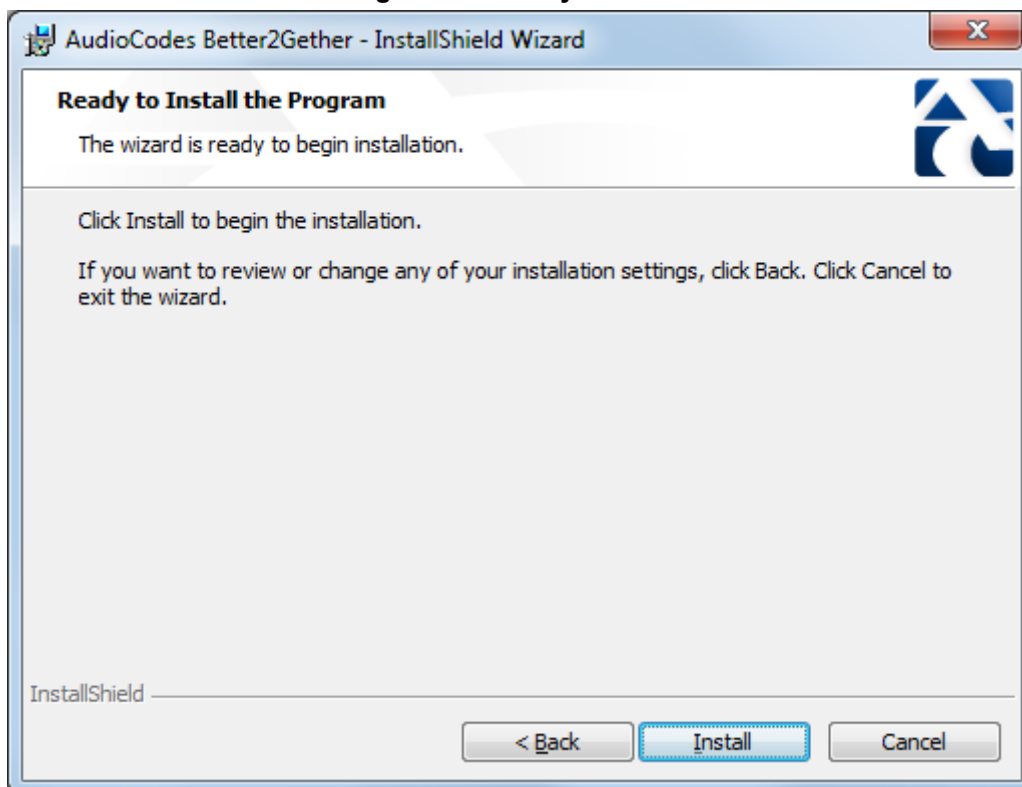 AudioCodes Better2Gether - InstallShield Wizard
Ready to Install the Program
The wizard is ready to begin installation.
Click Install to begin the installation.
If you want to review or change any of your installation settings, click Back. Click Cancel to
exit the wizard.
InstallShield
< Back Install Cancel